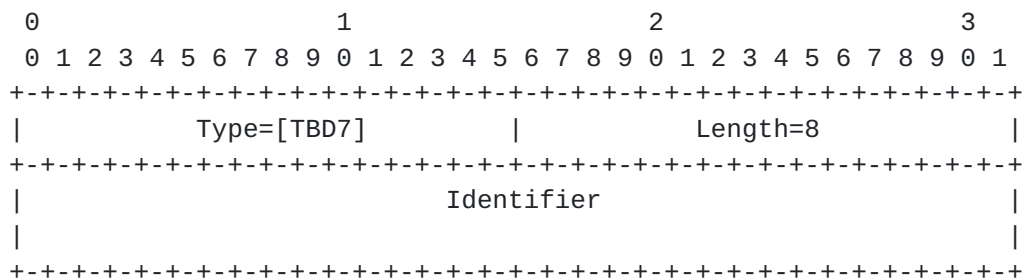 0                   1                   2                   3
 0 1 2 3 4 5 6 7 8 9 0 1 2 3 4 5 6 7 8 9 0 1 2 3 4 5 6 7 8 9 0 1
+-+-+-+-+-+-+-+-+-+-+-+-+-+-+-+-+-+-+-+-+-+-+-+-+-+-+-+-+-+-+-+-+
|           Type=[TBD7]         |           Length=8            |
+-+-+-+-+-+-+-+-+-+-+-+-+-+-+-+-+-+-+-+-+-+-+-+-+-+-+-+-+-+-+-+-+
|                           Identifier                          |
|                                                               |
+-+-+-+-+-+-+-+-+-+-+-+-+-+-+-+-+-+-+-+-+-+-+-+-+-+-+-+-+-+-+-+-+